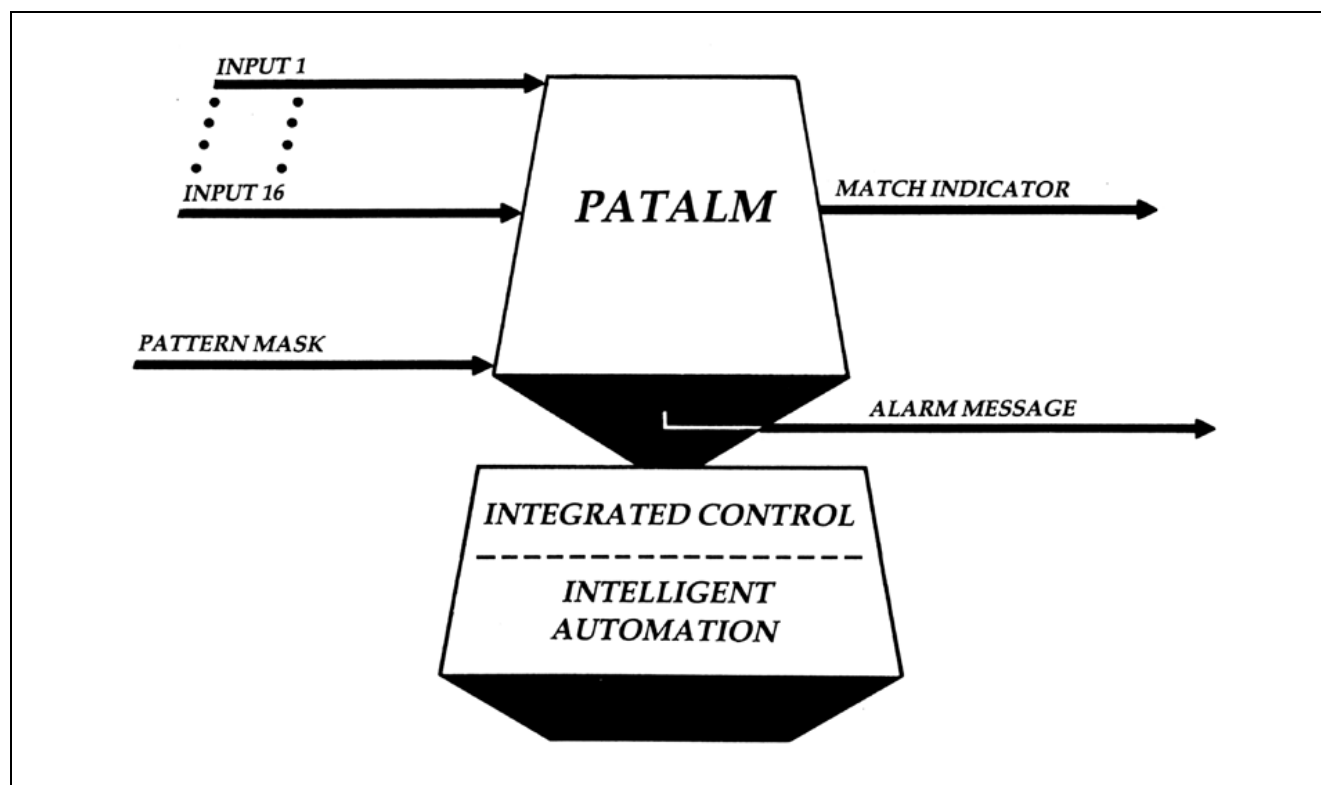 INPUT 1
INPUT 16
PATALM
MATCH INDICATOR
PATTERN MASK
ALARM MESSAGE
INTEGRATED CONTROL
INTELLIGENT
AUTOMATION